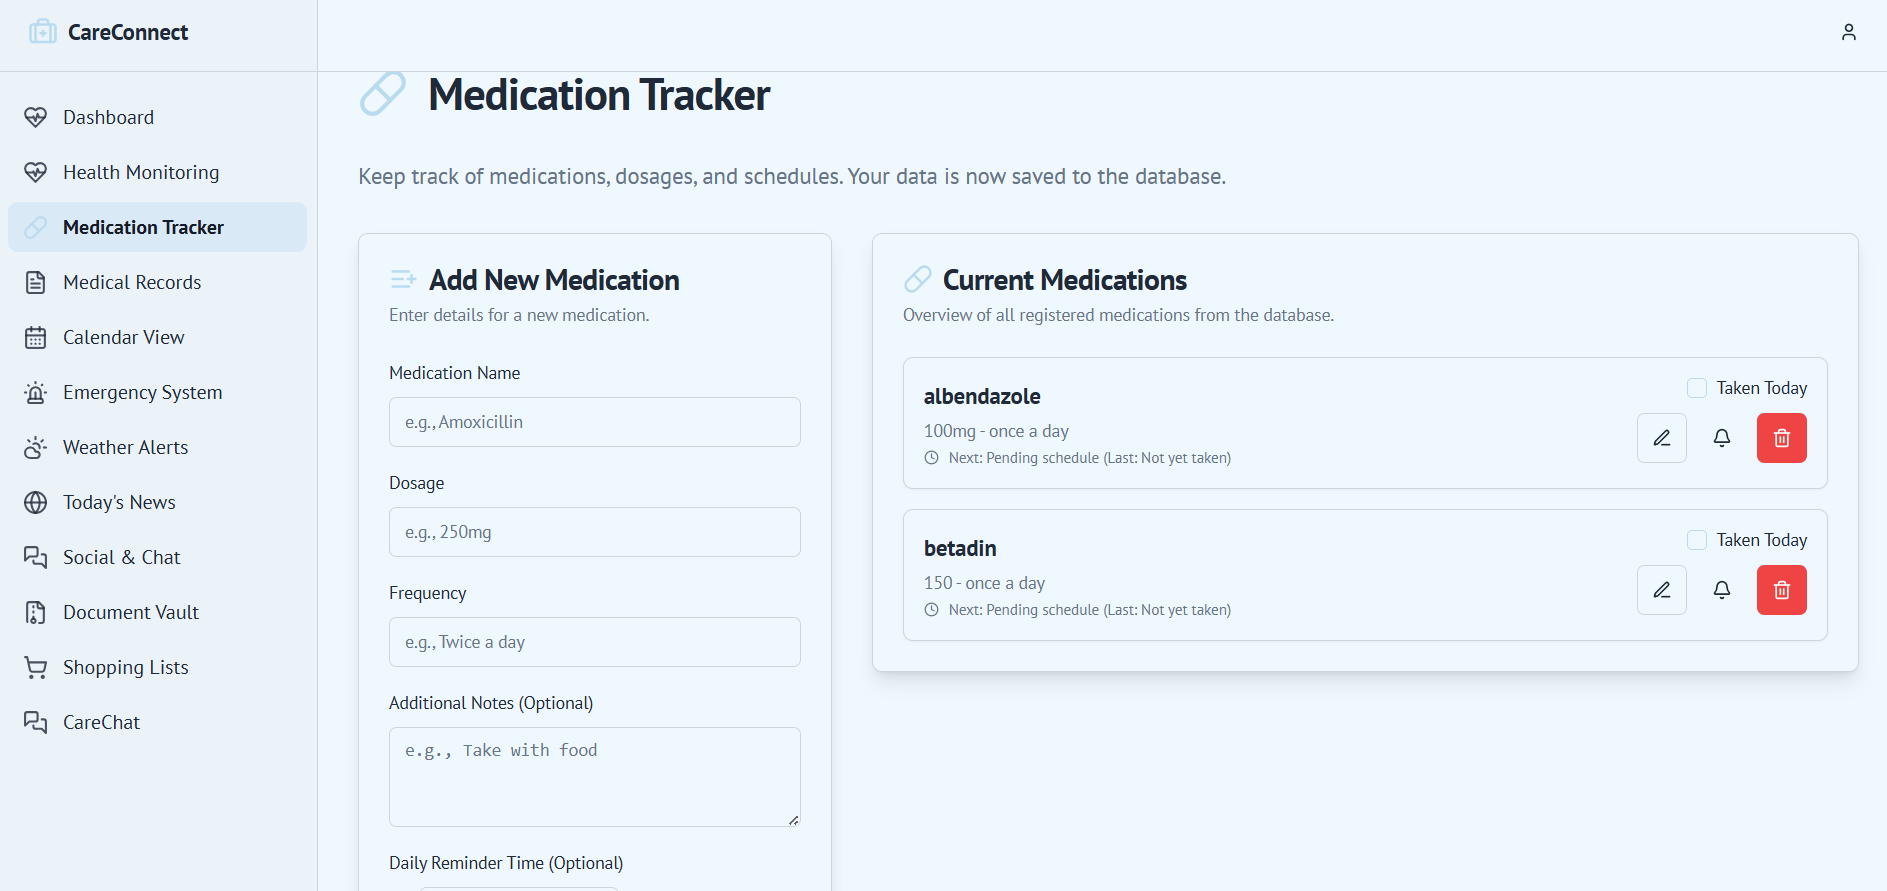 CareConnect
Dashboard
Health Monitoring
Medication Tracker
Medical Records
Calendar View
Emergency System
Weather Alerts
Today's News
Social & Chat
Document Vault
Shopping Lists
CareChat
Medication Tracker
Keep track of medications, dosages, and schedules. Your data is now saved to the database.
Add New Medication
Enter details for a new medication.
Medication Name
e.g., Amoxicillin
Dosage
e.g., 250mg
Frequency
e.g., Twice a day
Additional Notes (Optional)
e.g., Take with food
Daily Reminder Time (Optional)
Current Medications
Overview of all registered medications from the database.
albendazole
Taken Today
100mg - once a day
Next: Pending schedule (Last: Not yet taken)
betadin
Taken Today
150 - once a day
Next: Pending schedule (Last: Not yet taken)